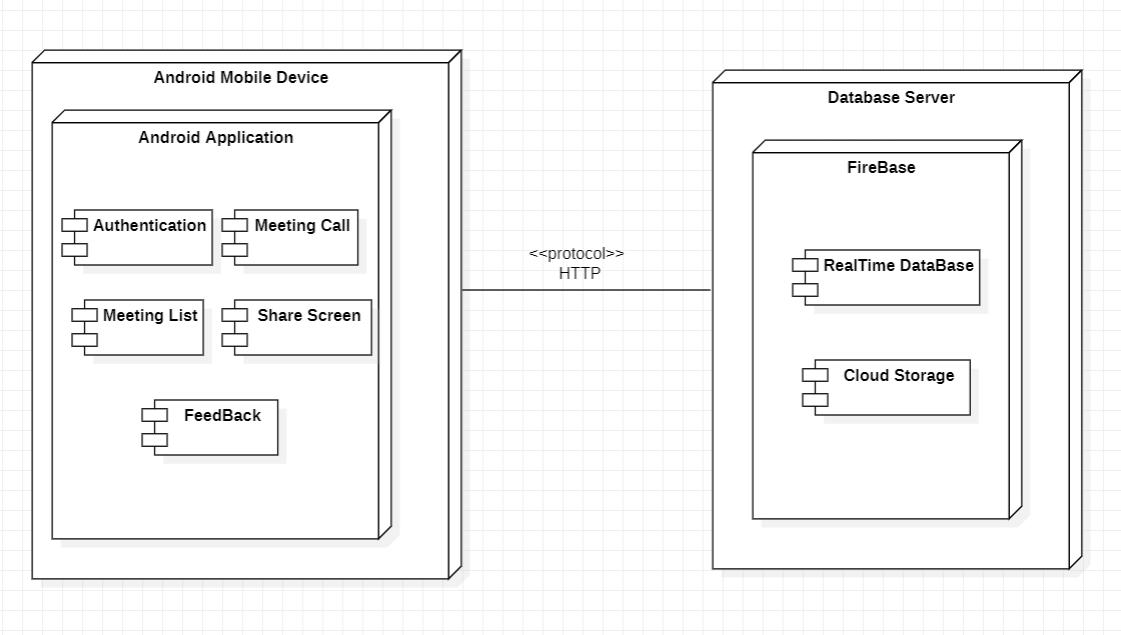 Android Mobile Device
Android Application
Authentication
Meeting Call
Meeting List
Share Screen
FeedBack
<<protocol>>
HTTP
Database Server
FireBase
RealTime DataBase
Cloud Storage